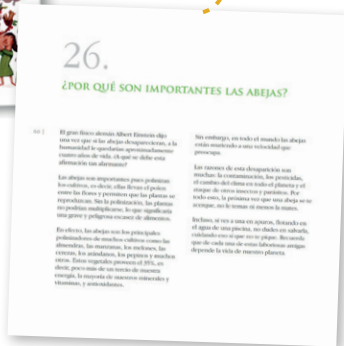 26.
¿POR QUÉ SON IMPORTANTES LAS ABEJAS?
El gran físico alemán Albert Einstein dijo
una vez que si las abejas desaparecieran, a la
humanidad le quedarían aproximadamente
cuatro años de vida. ¿A qué se debe esta
afirmación tan alarmante?
Las abejas son importantes pues polinizan
los cultivos, es decir, ellas llevan el polen
entre las flores y permiten que las plantas se
reproduzcan. Sin la polinización, las plantas
no podrían multiplicarse, lo que significaría
una grave y peligrosa escasez de alimentos.
En efecto, las abejas son los principales
polinizadores de muchos cultivos como las
almendras, las manzanas, los melones, las
cerezas, los arándanos, los pepinos y muchos
otros. Estos vegetales proveen el 35%, es
decir, poco más de un tercio de nuestra
energía, la mayoría de nuestros minerales y
vitaminas, y antioxidantes.
Sin embargo, en todo el mundo las abejas
están muriendo a una velocidad que
preocupa.
Las razones de esta desaparición son
muchas: la contaminación, los pesticidas,
el cambio del clima en todo el planeta y el
ataque de otros insectos y parásitos. Por
todo esto, la próxima vez que una abeja se te
acerque, no le temas ni menos la mates.
Incluso, si ves a una en apuros, flotando en
el agua de una piscina, no dudes en salvarla,
cuidando eso sí que no te pique. Recuerda
que de cada una de estas laboriosas amigas
depende la vida de nuestro planeta.